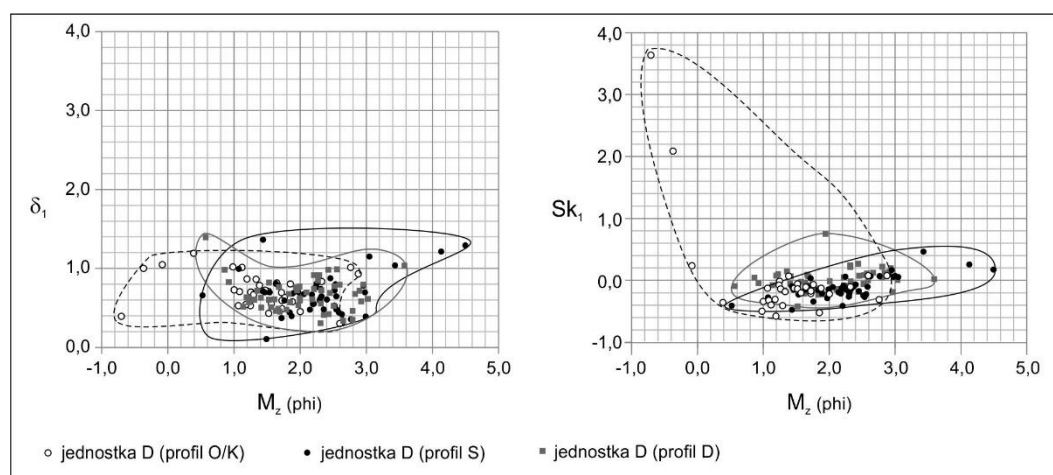 4,0
3,0
2,0
δ1
1,0
0,0
-1,0 0,0 1,0 2,0 3,0 4,0 5,0
Mz (phi)
4,0
3,0
2,0
Sk1
1,0
0,0
-1,0
-1,0 0,0 1,0 2,0 3,0 4,0 5,0
Mz (phi)
jednostka D (profil O/K) jednostka D (profil S) jednostka D (profil D)